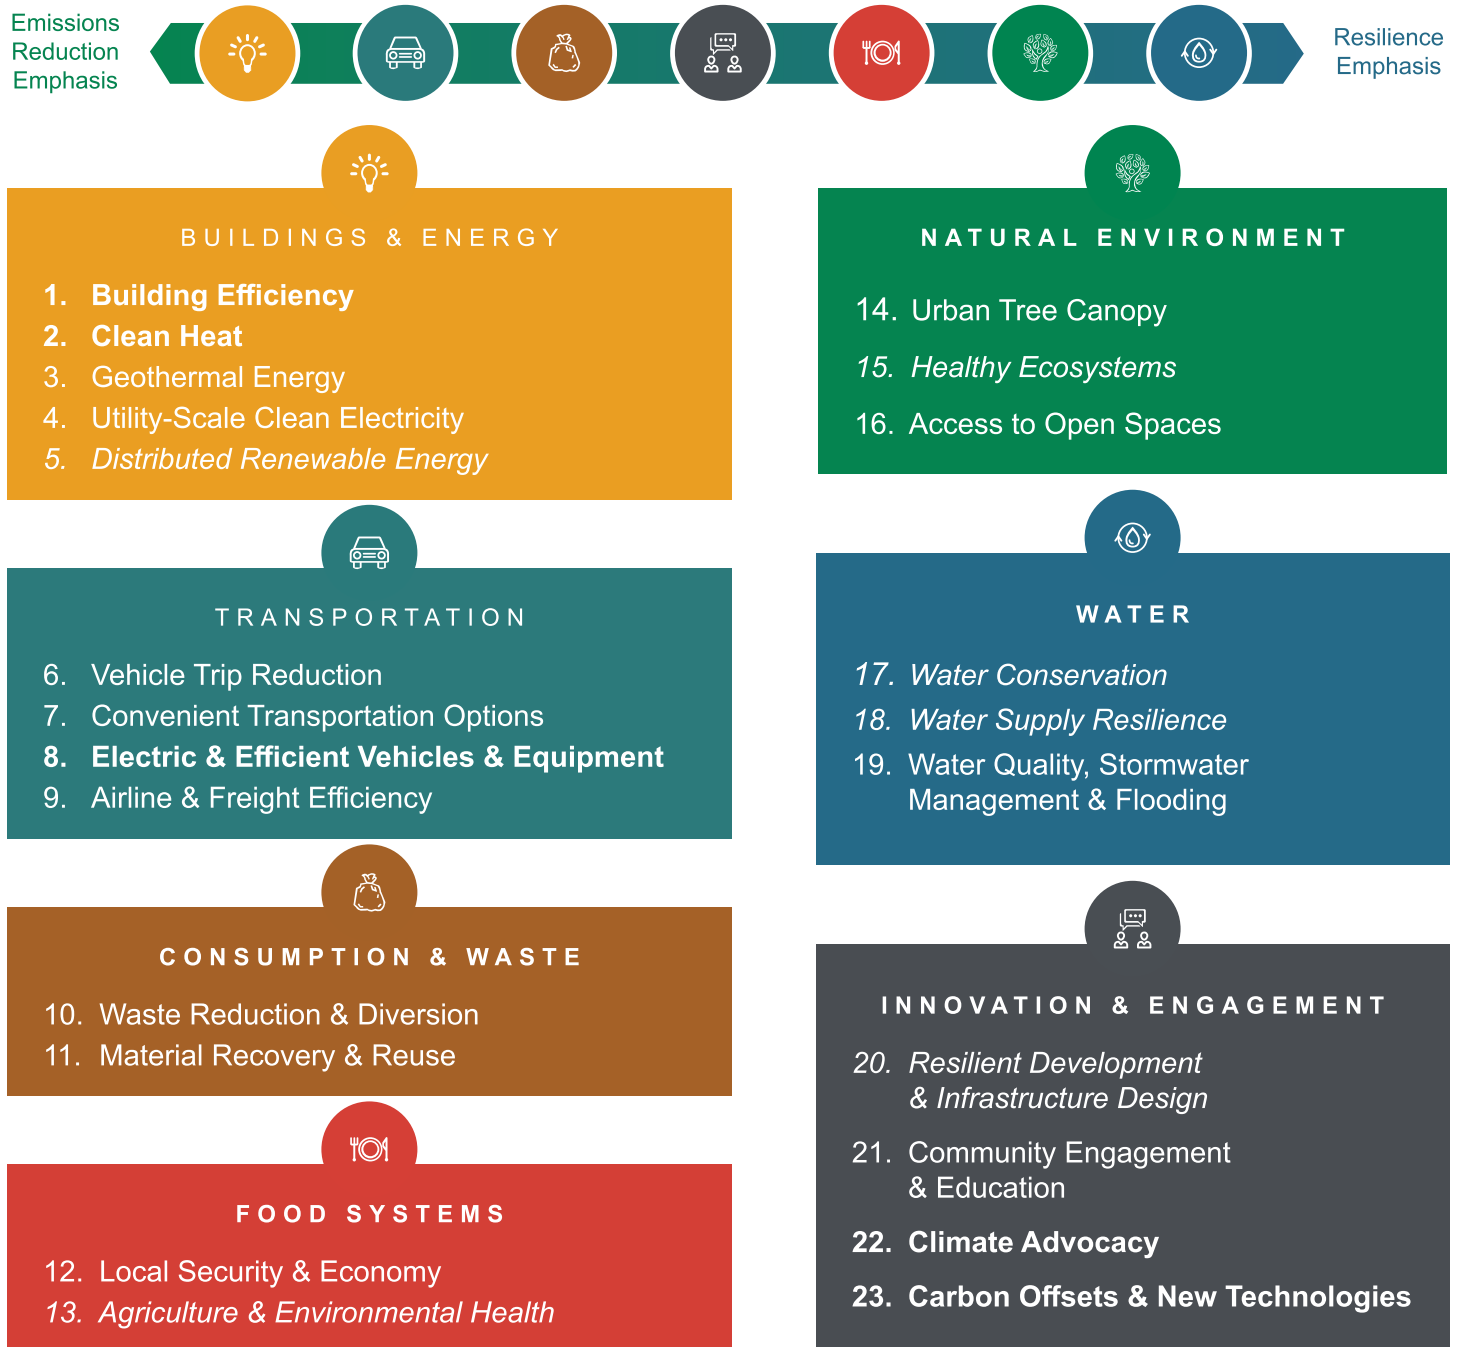 Emissions
Reduction
Emphasis
Resilience
Emphasis
BUILDINGS & ENERGY
1. Building Efficiency
2. Clean Heat
3. Geothermal Energy
4. Utility-Scale Clean Electricity
5. Distributed Renewable Energy
TRANSPORTATION
6. Vehicle Trip Reduction
7. Convenient Transportation Options
8. Electric & Efficient Vehicles & Equipment
9. Airline & Freight Efficiency
CONSUMPTION & WASTE
10. Waste Reduction & Diversion
11. Material Recovery & Reuse
FOOD SYSTEMS
12. Local Security & Economy
13. Agriculture & Environmental Health
NATURAL ENVIRONMENT
14. Urban Tree Canopy
15. Healthy Ecosystems
16. Access to Open Spaces
WATER
17. Water Conservation
18. Water Supply Resilience
19. Water Quality, Stormwater
Management & Flooding
INNOVATION & ENGAGEMENT
20. Resilient Development
& Infrastructure Design
21. Community Engagement
& Education
22. Climate Advocacy
23. Carbon Offsets & New Technologies